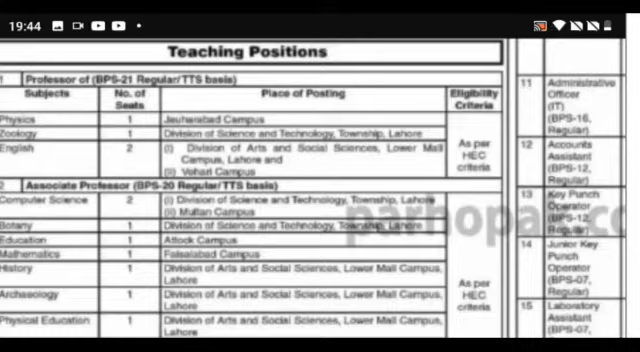 19:44
Teaching Positions
1 Professor of (BPS-21 Regular/TTS basis)
Subjects No. of Seats Place of Posting Eligibility Criteria
Physics 1 Jauharabad Campus
Zoology 1 Division of Science and Technology, Township, Lahore
English 2 (i) Division of Arts and Social Sciences, Lower Mall
Campus, Lahore and
(ii) Vehari Campus
As per
HEC
criteria
2 Associate Professor (BPS-20 Regular/TTS basis)
Computer Science 2 (i) Division of Science and Technology, Township, Lahore
(ii) Multan Campus
Botany 1 Division of Science and Technology, Township, Lahore
Education 1 Attock Campus
Mathematics 1 Faisalabad Campus
History 1 Division of Arts and Social Sciences, Lower Mall Campus,
Lahore
Archaeology 1 Division of Arts and Social Sciences, Lower Mall Campus,
Lahore
Physical Education 1 Division of Arts and Social Sciences, Lower Mall Campus,
Lahore
As per
HEC
criteria
11 Administrative
Officer
(IT)
(BPS-16,
Regular)
12 Accounts
Assistant
(BPS-12,
Regular)
13 Key Punch
Operator
(BPS-12,
Regular)
14 Junior Key
Punch
Operator
(BPS-07,
Regular)
15 Laboratory
Assistant
(BPS-07,